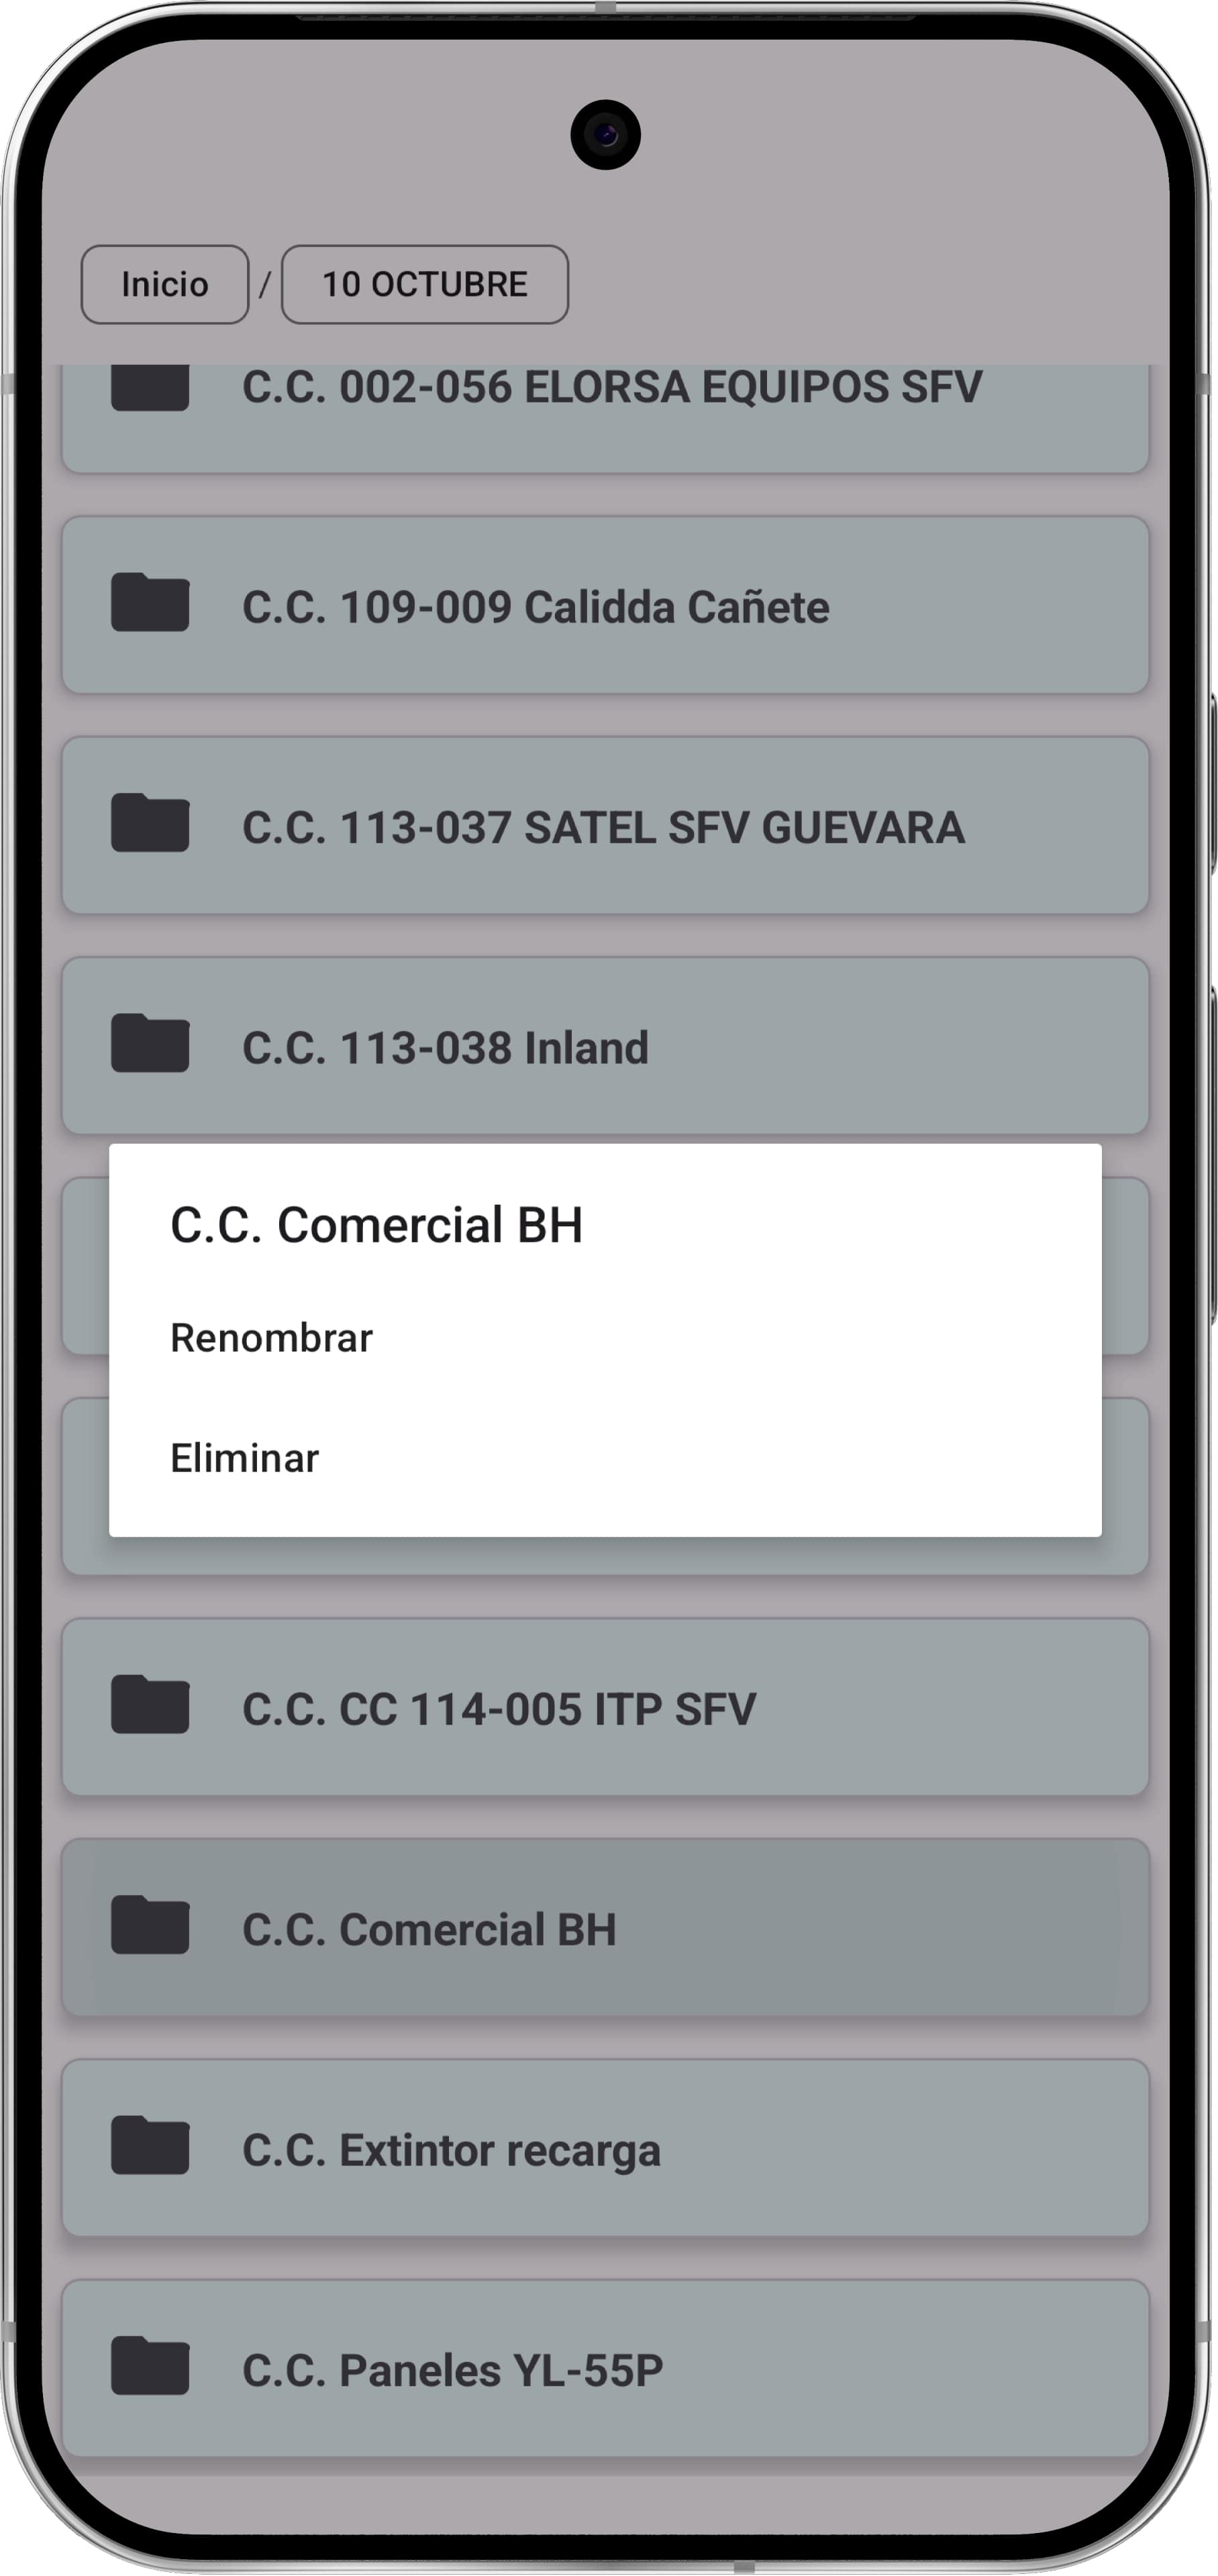 Inicio / 10 OCTUBRE
C.C. 002-056 ELORSA EQUIPOS SFV
C.C. 109-009 Calidda Cañete
C.C. 113-037 SATEL SFV GUEVARA
C.C. 113-038 Inland
C.C. Comercial BH
Renombrar
Eliminar
C.C. CC 114-005 ITP SFV
C.C. Comercial BH
C.C. Extintor recarga
C.C. Paneles YL-55P